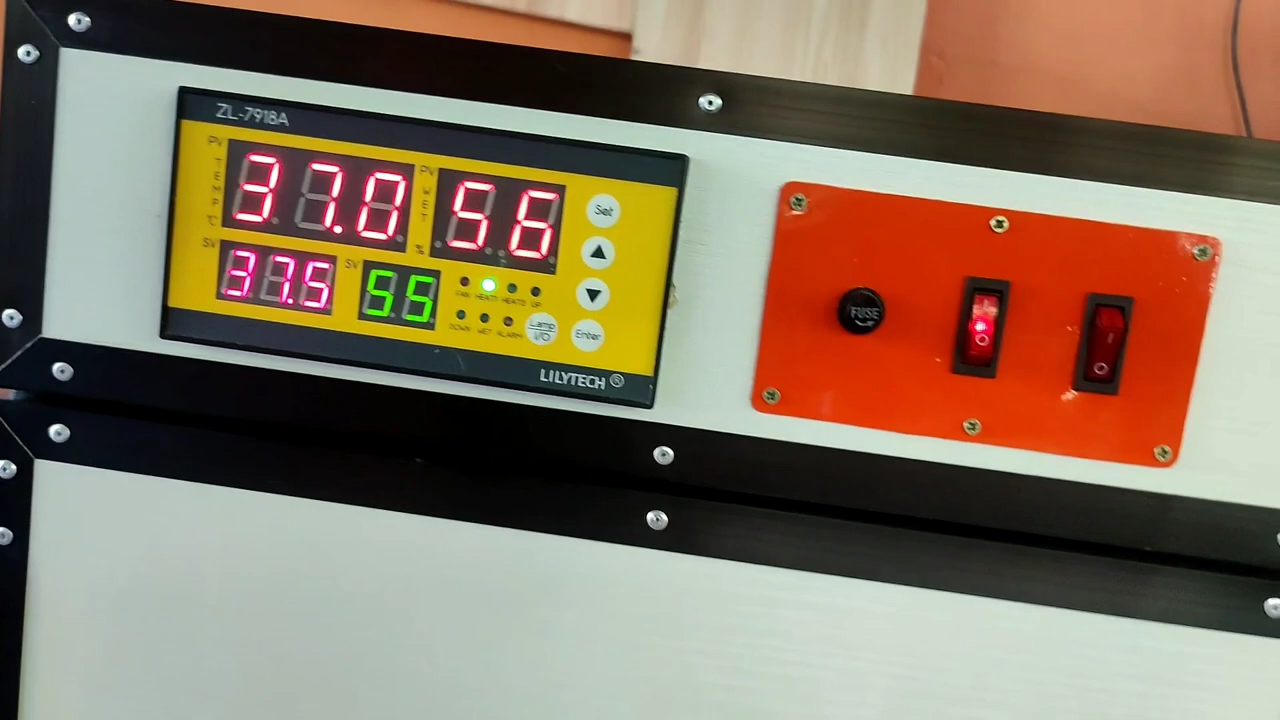 ZL-7918A
PV TEMP °C
37.0
PV WET %
56
Set
SV
37.5
SV
55
FAN HEAT1 HEAT2 UP
DOWN WET ALARM
Lamp
I/O
Enter
LILYTECH ®
FUSE